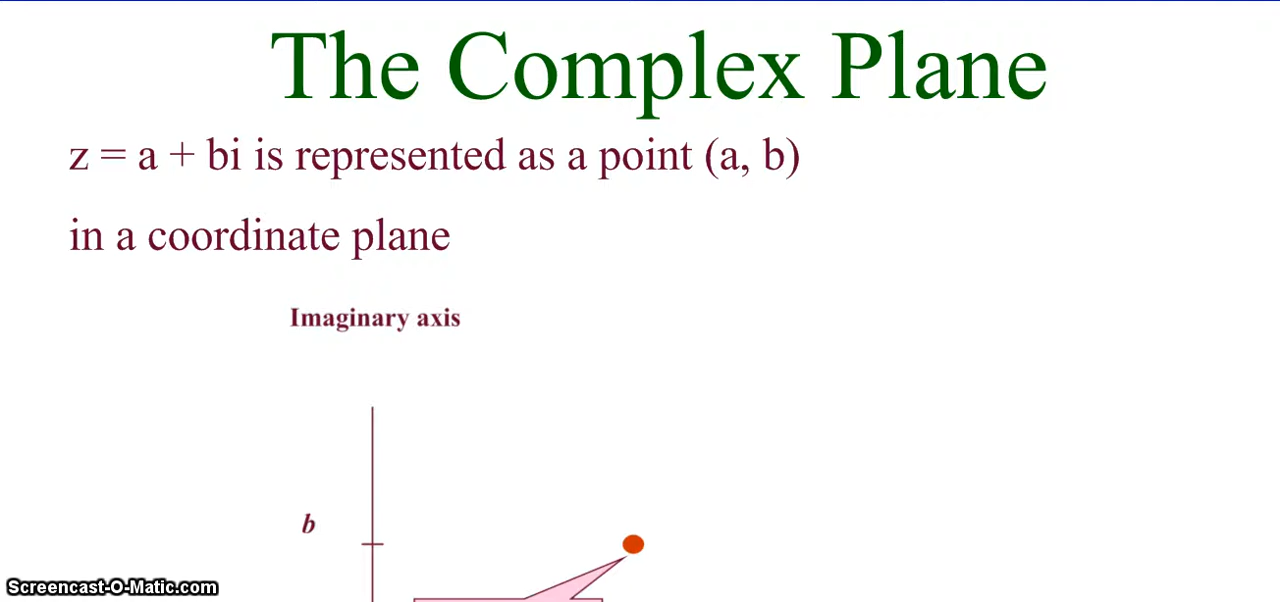 The Complex Plane
z = a + bi is represented as a point (a, b)
in a coordinate plane
Imaginary axis
b
Screencast-O-Matic.com